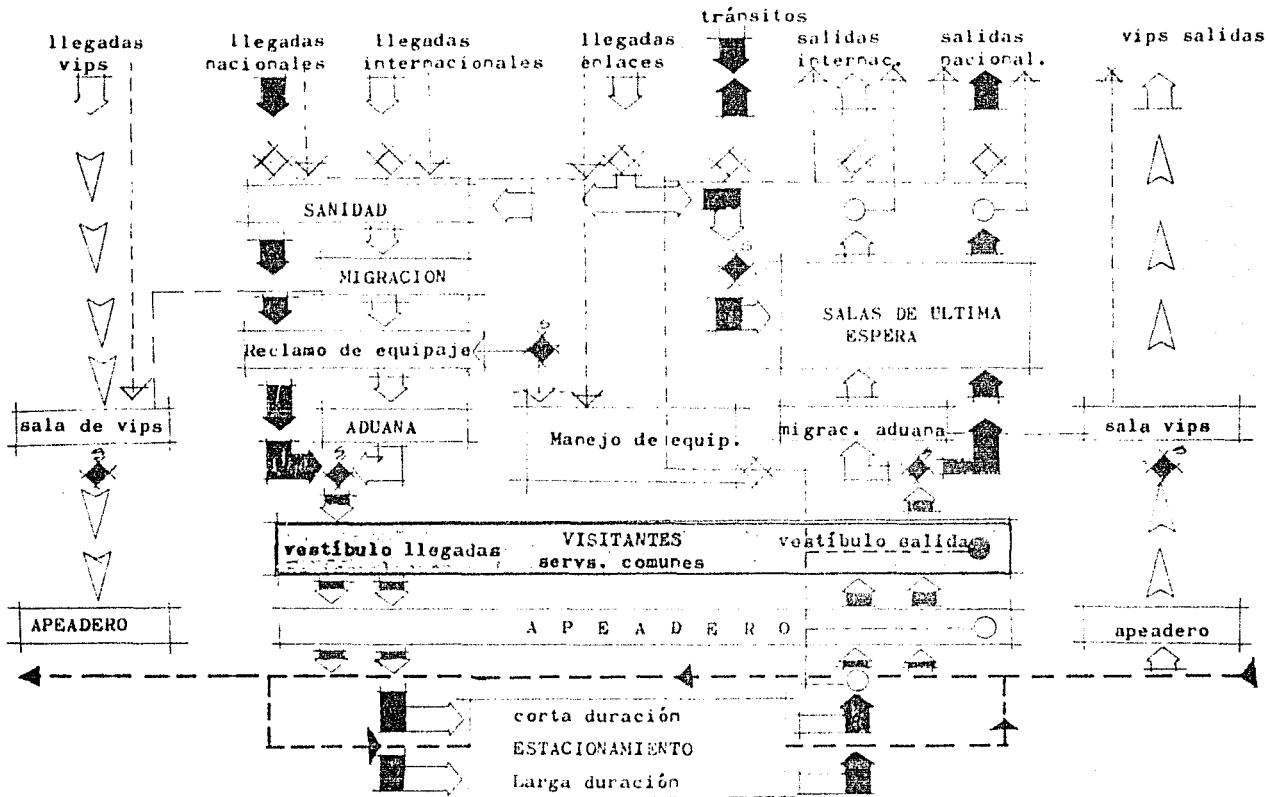 tránsitos
llegadas vips
llegadas nacionales
llegadas internacionales
llegadas enlaces
salidas internac.
salidas nacional.
vips salidas
SANIDAD
MIGRACION
SALAS DE ULTIMA
ESPERA
Reclamo de equipaje
sala de vips
ADUANA
Manejo de equip.
migrac. aduana
sala vips
vestíbulo llegadas
VISITANTES
servs. comunes
vestíbulo salidas
APEADERO
A P E A D E R O
apeadero
corta duración
ESTACIONAMIENTO
Larga duración